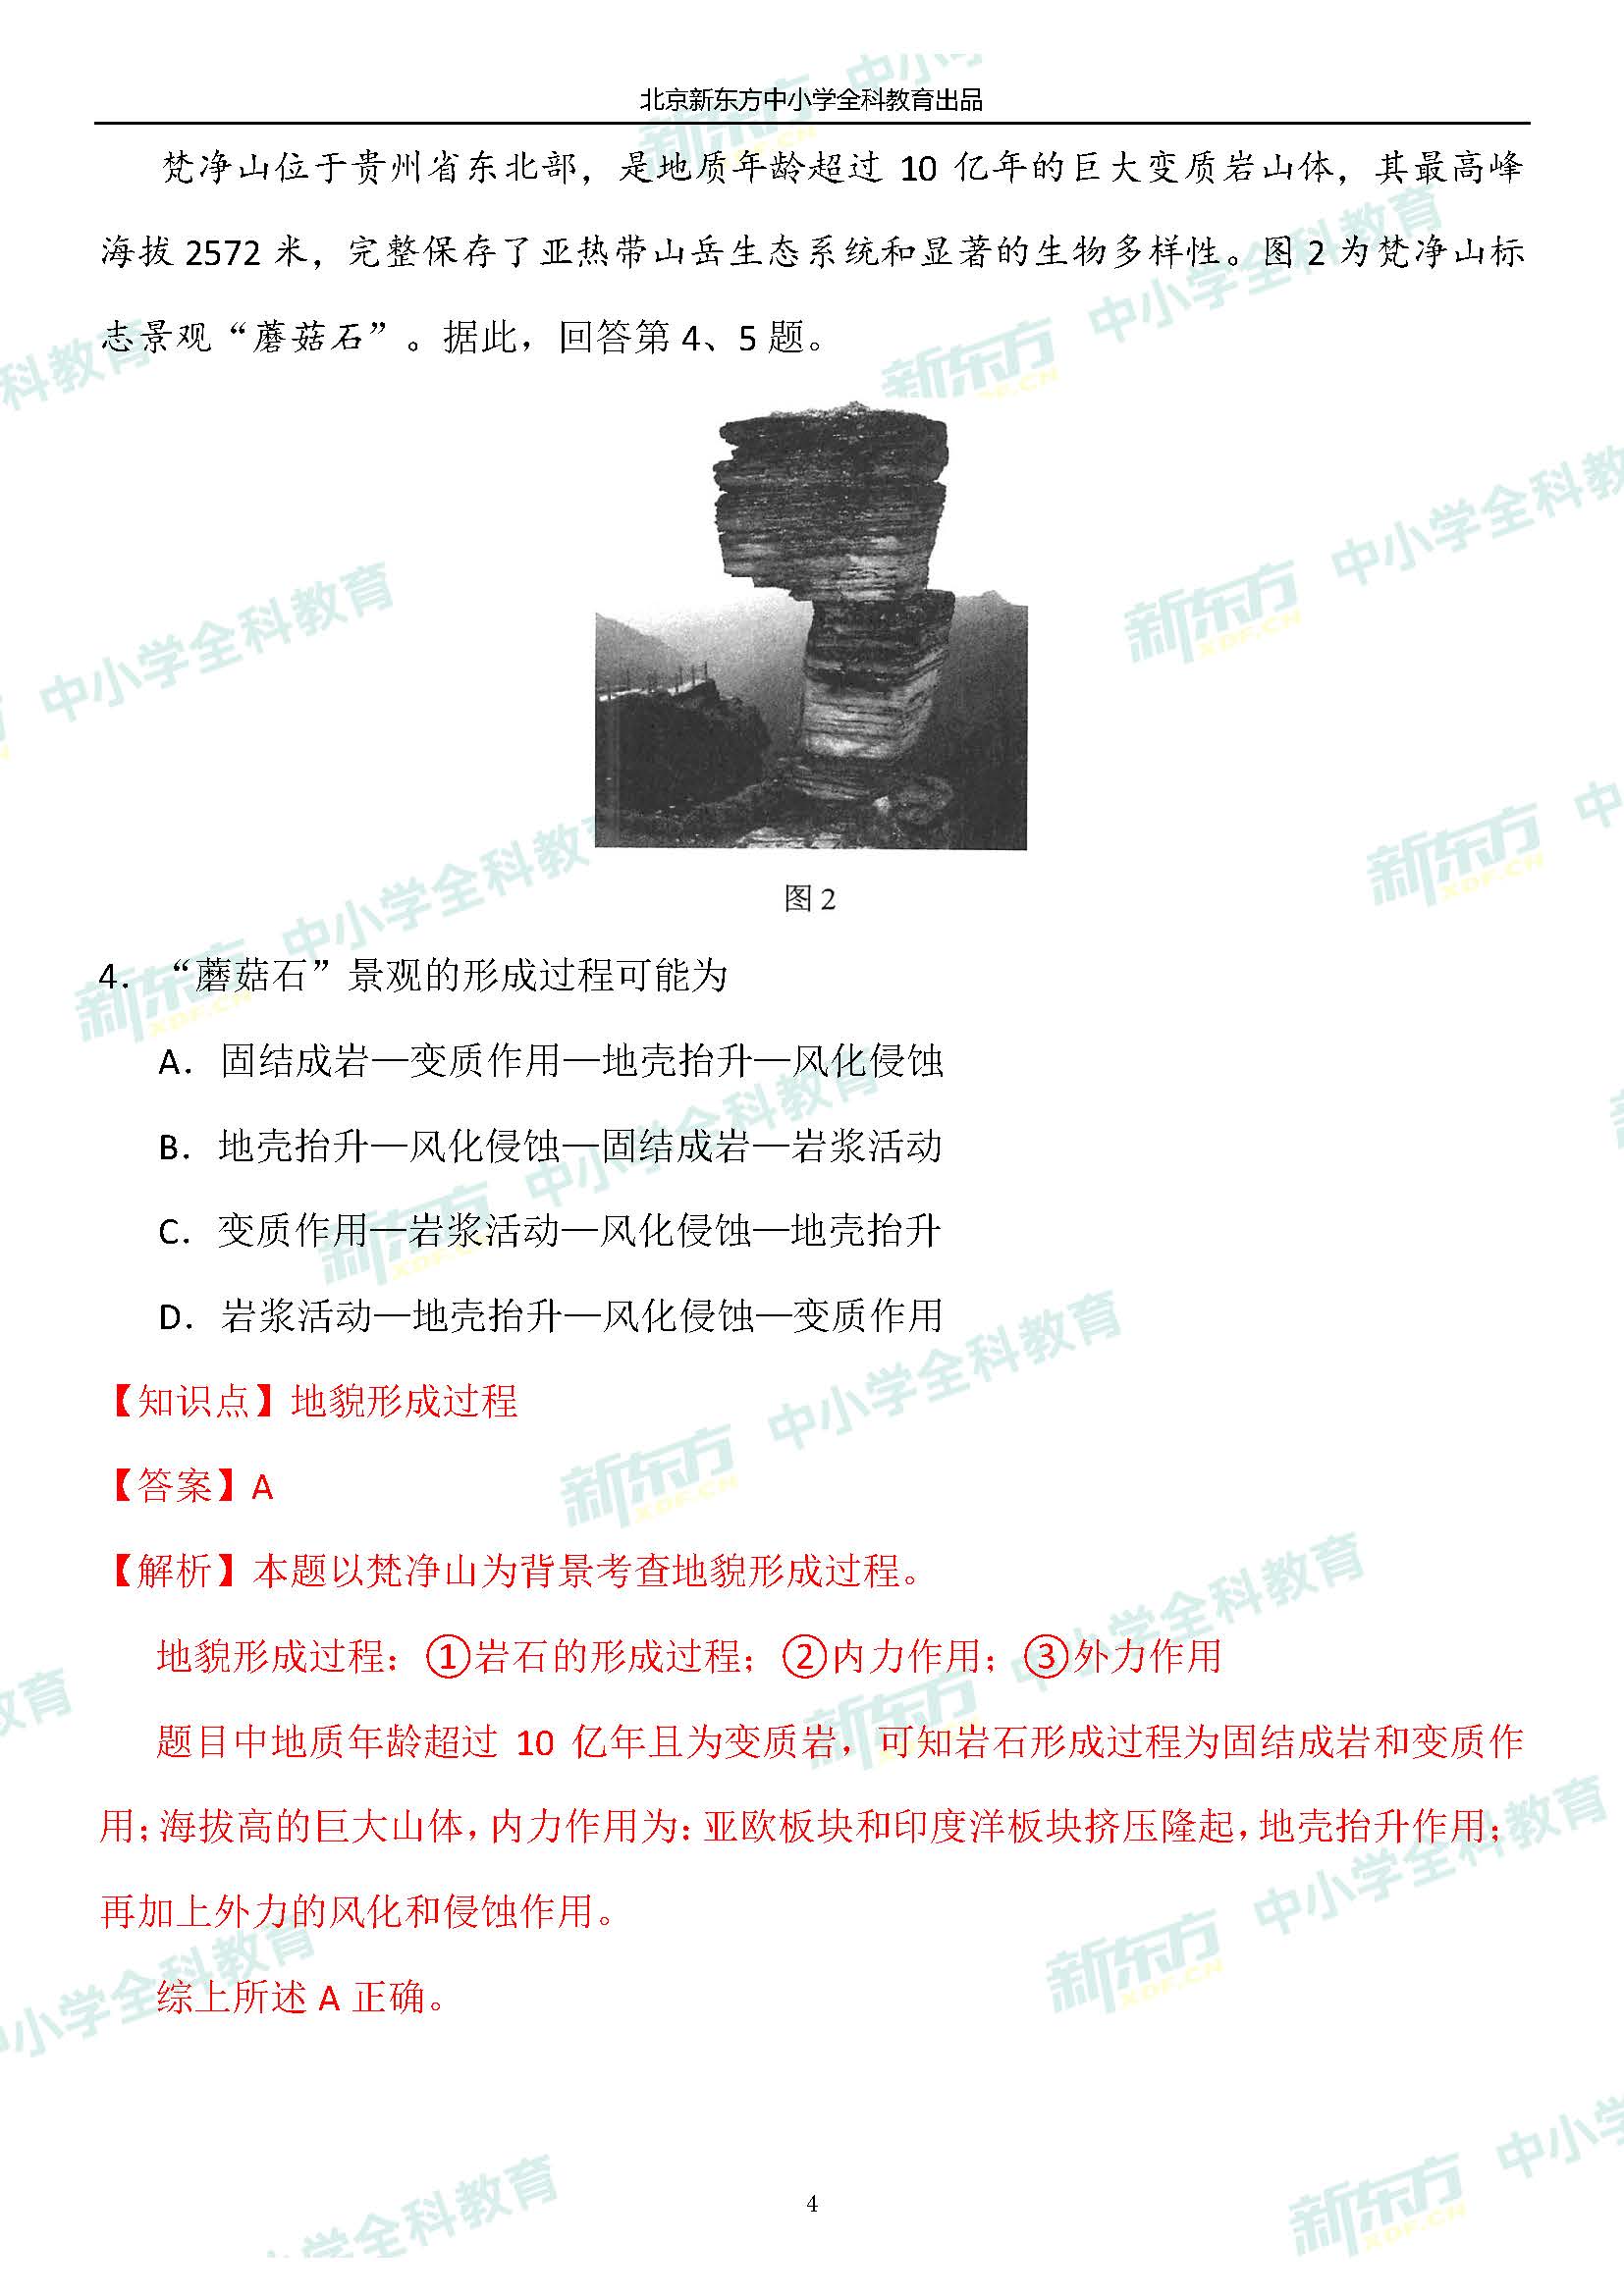 北京新东方中小学全科教育出品
梵净山位于贵州省东北部，是地质年龄超过 10 亿年的巨大变质岩山体，其最高峰
海拔 2572 米，完整保存了亚热带山岳生态系统和显著的生物多样性。图 2 为梵净山标
志景观“蘑菇石”。据此，回答第 4、5 题。
图 2
4．“蘑菇石”景观的形成过程可能为
A．固结成岩—变质作用—地壳抬升—风化侵蚀
B．地壳抬升—风化侵蚀—固结成岩—岩浆活动
C．变质作用—岩浆活动—风化侵蚀—地壳抬升
D．岩浆活动—地壳抬升—风化侵蚀—变质作用
【知识点】地貌形成过程
【答案】A
【解析】本题以梵净山为背景考查地貌形成过程。
地貌形成过程：①岩石的形成过程；②内力作用；③外力作用
题目中地质年龄超过 10 亿年且为变质岩，可知岩石形成过程为固结成岩和变质作
用；海拔高的巨大山体，内力作用为：亚欧板块和印度洋板块挤压隆起，地壳抬升作用；
再加上外力的风化和侵蚀作用。
综上所述 A 正确。
4
新东方 XDF.CN 中小学全科教育